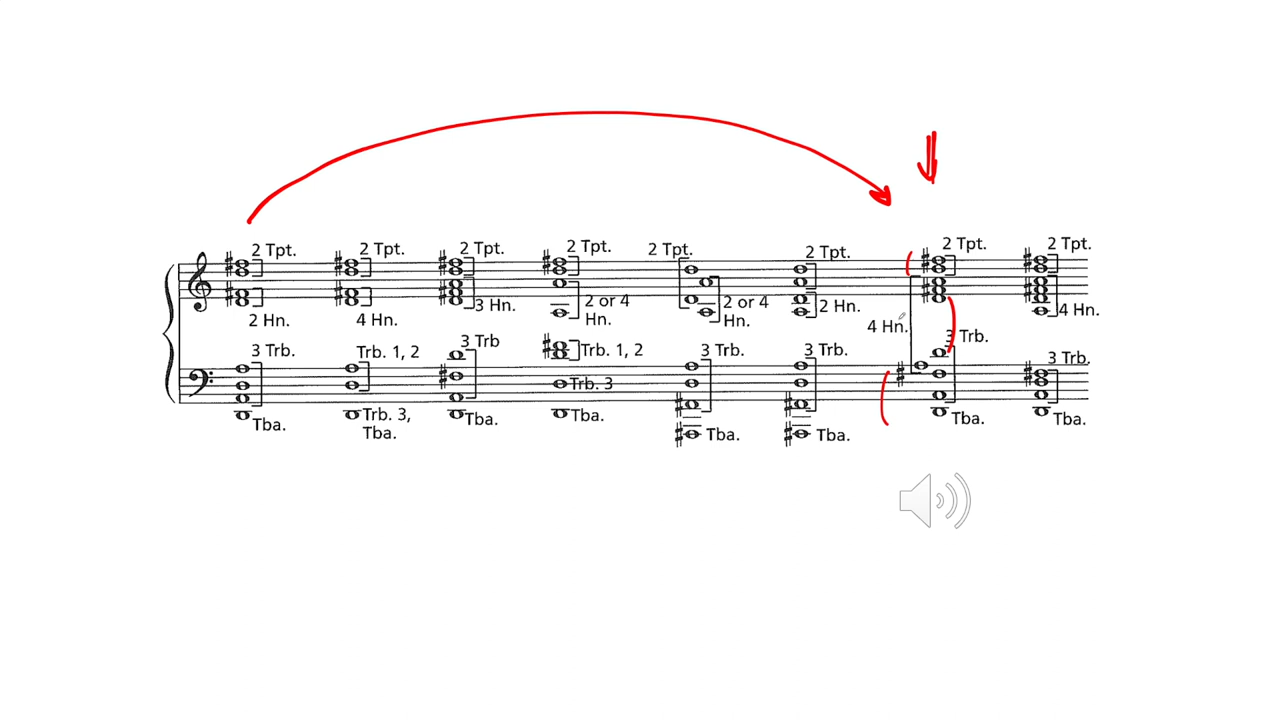 2 Tpt.
2 Hn.
3 Trb.
Tba.
2 Tpt.
4 Hn.
Trb. 1, 2
Trb. 3,
Tba.
2 Tpt.
3 Hn.
3 Trb
Tba.
2 Tpt.
2 or 4
Hn.
Trb. 1, 2
Trb. 3
Tba.
2 Tpt.
2 or 4
Hn.
3 Trb.
Tba.
2 Tpt.
2 Hn.
3 Trb.
Tba.
2 Tpt.
4 Hn.
3 Trb.
Tba.
2 Tpt.
4 Hn.
3 Trb.
Tba.